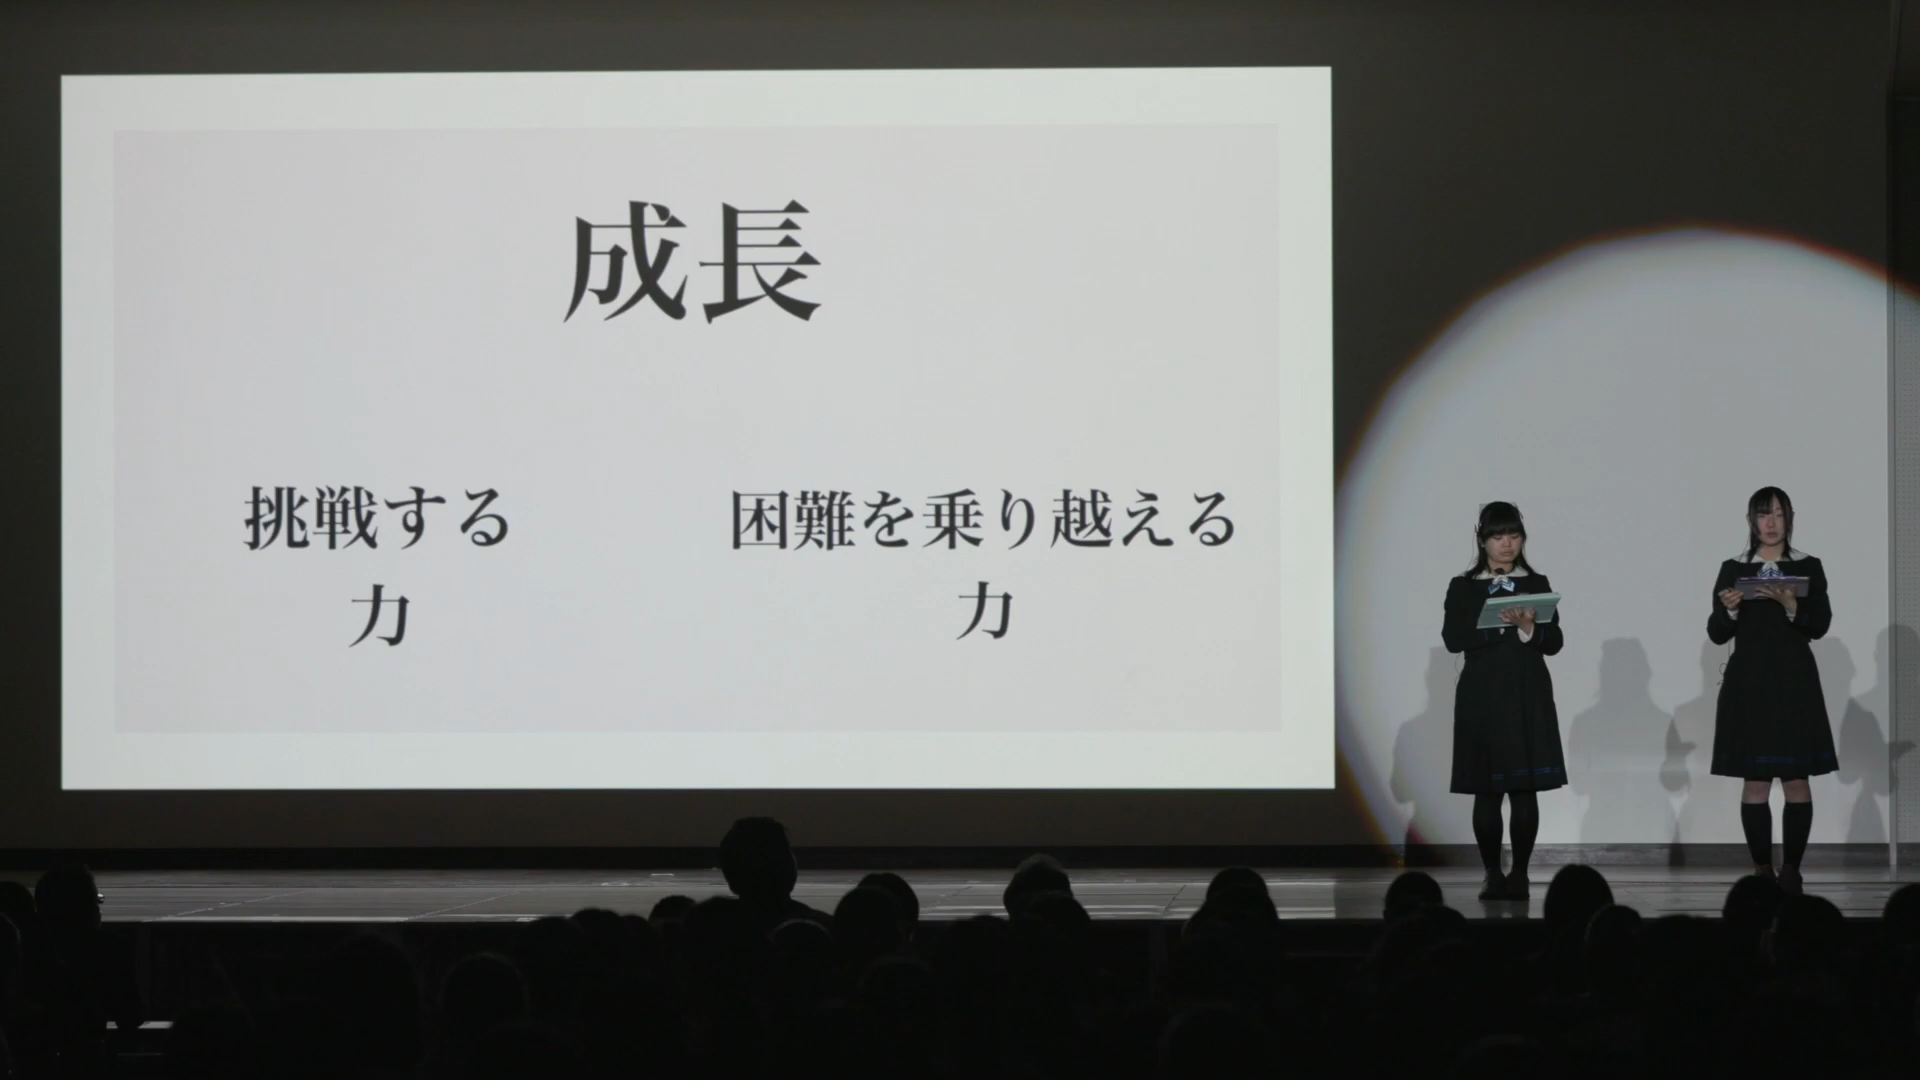 成長
挑戦する
力
困難を乗り越える
力